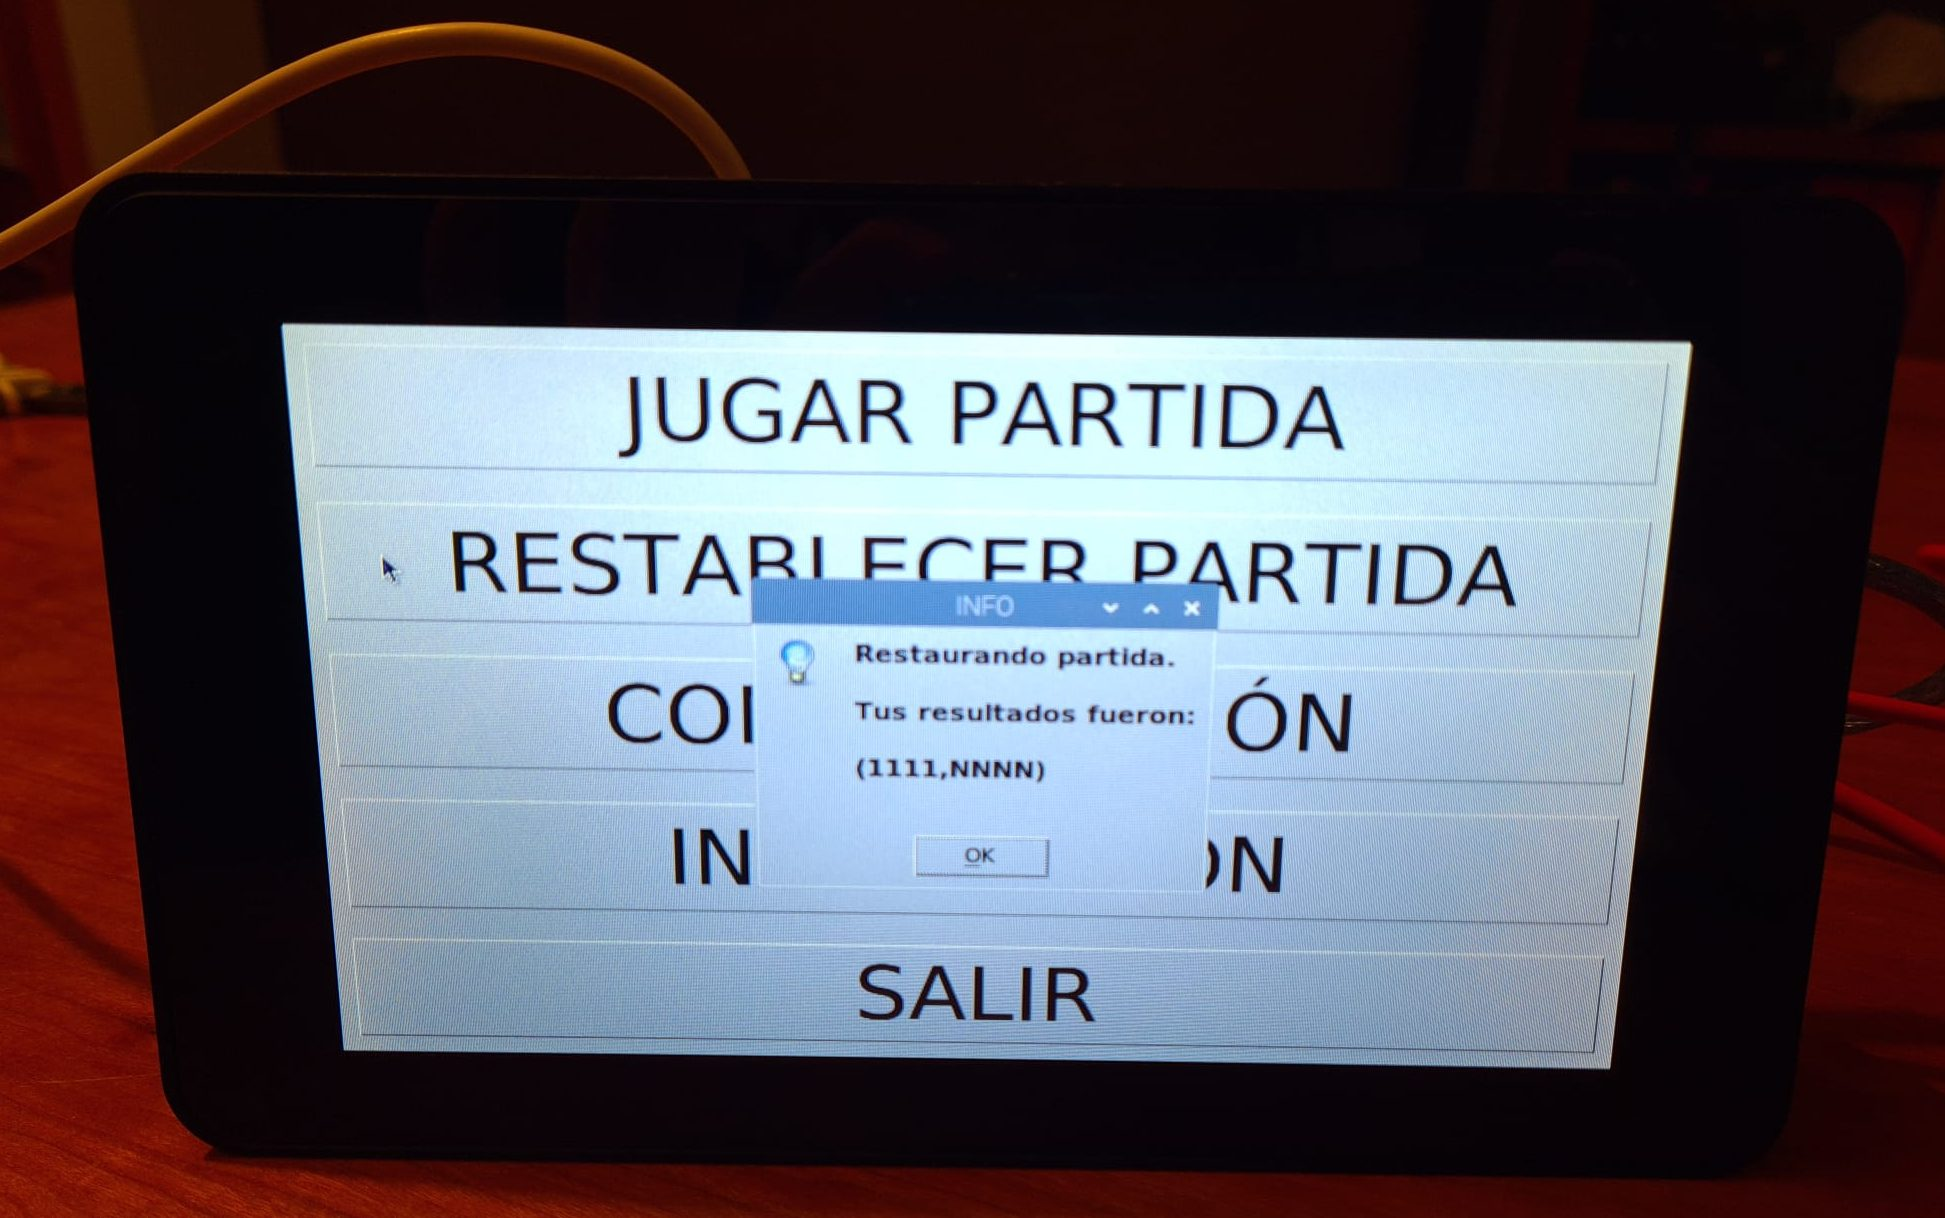 JUGAR PARTIDA
RESTABLECER PARTIDA
INFO
Restaurando partida.
Tus resultados fueron:
(1111,NNNN)
OK
SALIR